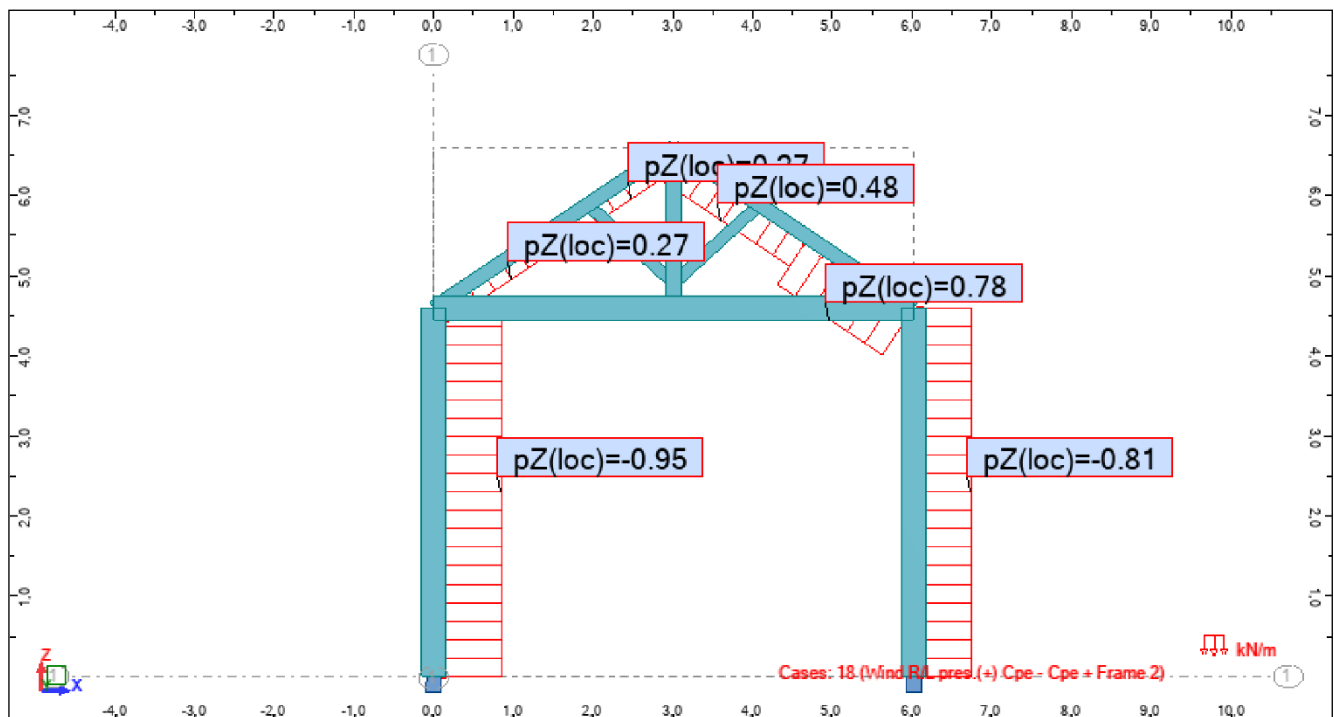 -4,0 -3,0 -2,0 -1,0 0,0 1,0 2,0 3,0 4,0 5,0 6,0 7,0 8,0 9,0 10,0
1
7,0 7,0
pZ(loc)=0.27
6,0 pZ(loc)=0.48 6,0
pZ(loc)=0.27
5,0 pZ(loc)=0.78 5,0
4,0 4,0
3,0 3,0
pZ(loc)=-0.95 pZ(loc)=-0.81
2,0 2,0
1,0 1,0
Z kN/m
X Cases: 18 (Wind R/L pres.(+) Cpe - Cpe + Frame 2) 1
-4,0 -3,0 -2,0 -1,0 0,0 1,0 2,0 3,0 4,0 5,0 6,0 7,0 8,0 9,0 10,0